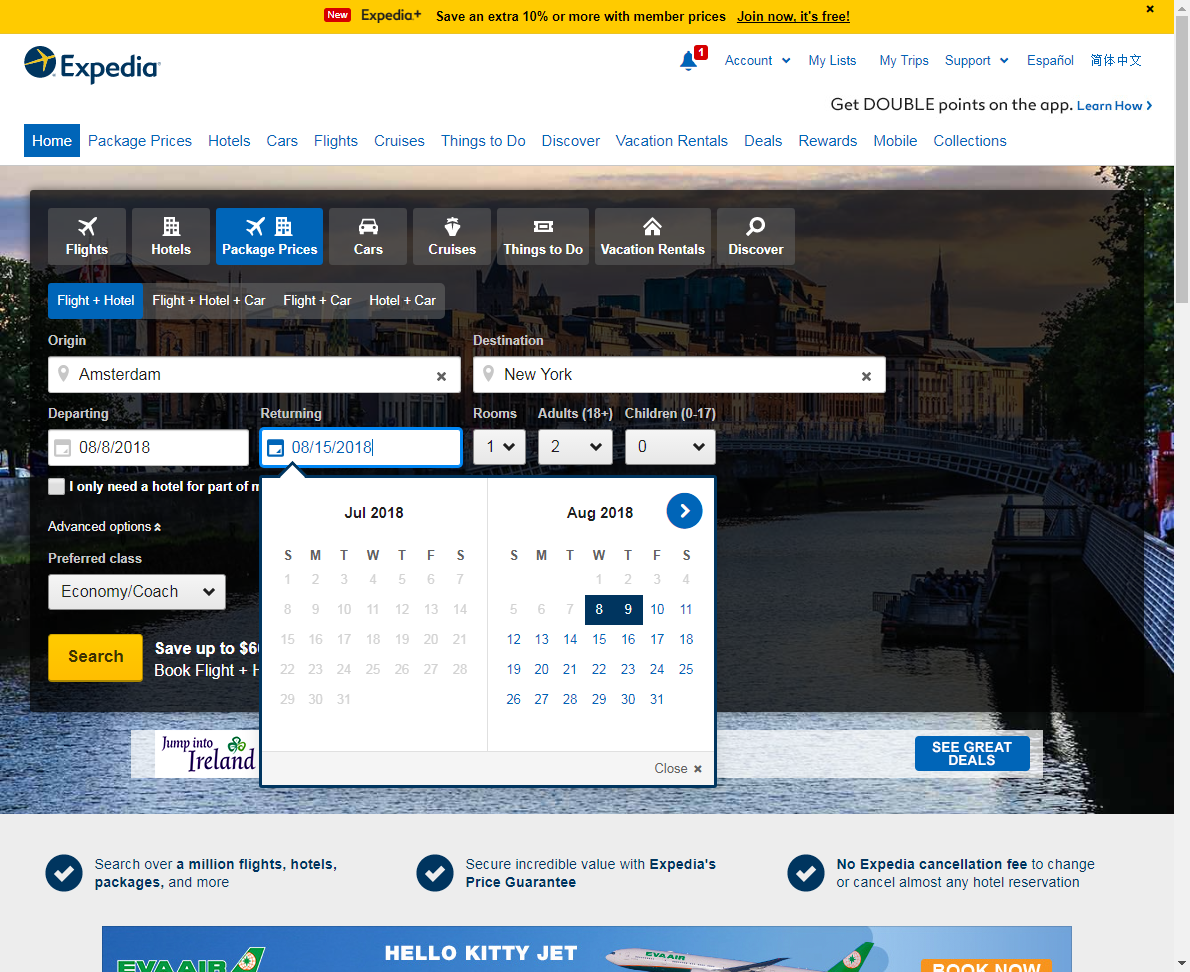 New Expedia+ Save an extra 10% or more with member prices Join now, it's free!
Expedia
1 Account My Lists My Trips Support Español 简体中文
Get DOUBLE points on the app. Learn How
Home Package Prices Hotels Cars Flights Cruises Things to Do Discover Vacation Rentals Deals Rewards Mobile Collections
Flights Hotels Package Prices Cars Cruises Things to Do Vacation Rentals Discover
Flight + Hotel Flight + Hotel + Car Flight + Car Hotel + Car
Origin Destination
Amsterdam New York
Departing Returning Rooms Adults (18+) Children (0-17)
08/8/2018 08/15/2018 1 2 0
I only need a hotel for part of m
Advanced options
Preferred class
Economy/Coach
Search
Save up to $6
Book Flight + H
Jul 2018
S M T W T F S
1 2 3 4 5 6 7
8 9 10 11 12 13 14
15 16 17 18 19 20 21
22 23 24 25 26 27 28
29 30 31
Aug 2018
S M T W T F S
1 2 3 4
5 6 7 8 9 10 11
12 13 14 15 16 17 18
19 20 21 22 23 24 25
26 27 28 29 30 31
Close
Jump into
Ireland
SEE GREAT
DEALS
Search over a million flights, hotels,
packages, and more
Secure incredible value with Expedia's
Price Guarantee
No Expedia cancellation fee to change
or cancel almost any hotel reservation
EVA AIR
HELLO KITTY JET
EVA AIR
BOOK NOW